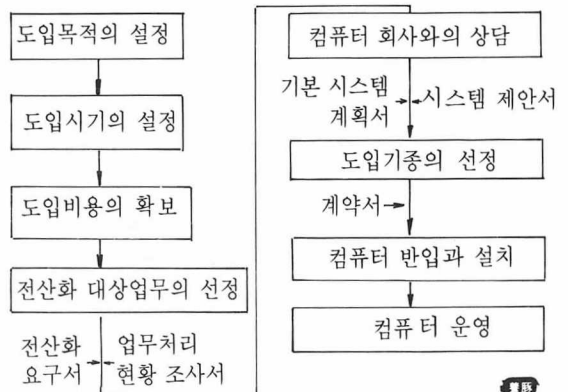 도입목적의 설정
도입시기의 설정
도입비용의 확보
전산화 대상업무의 선정
전산화
요구서
업무처리
현황 조사서
컴퓨터 회사와의 상담
기본 시스템
계획서
시스템 제안서
도입기종의 선정
계약서
컴퓨터 반입과 설치
컴퓨터 운영